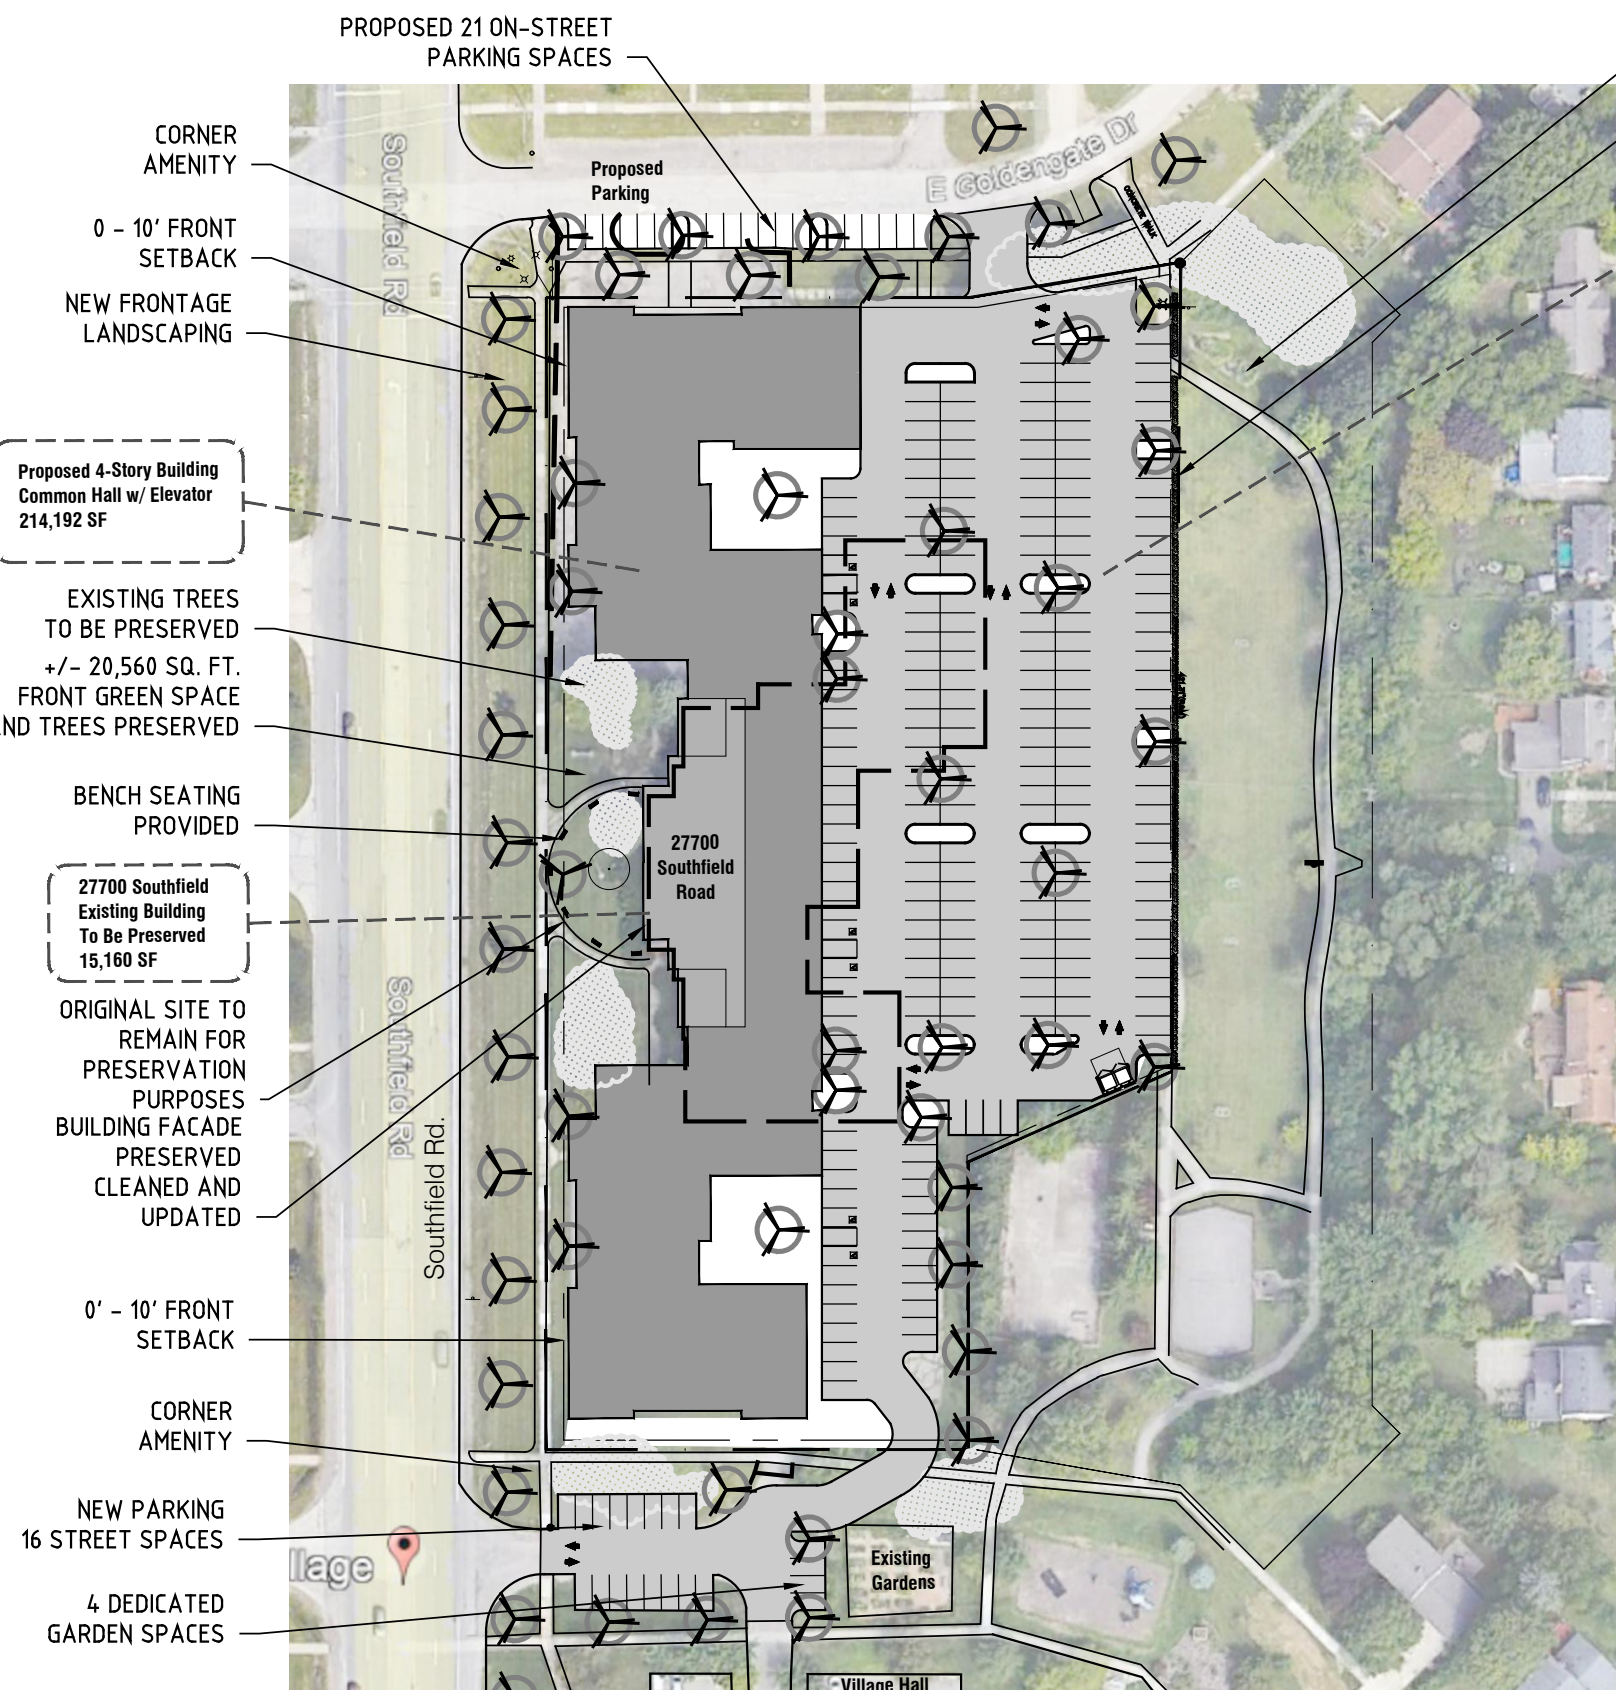 PROPOSED 21 ON-STREET
PARKING SPACES
CORNER
AMENITY
0 - 10' FRONT
SETBACK
NEW FRONTAGE
LANDSCAPING
Proposed 4-Story Building
Common Hall w/ Elevator
214,192 SF
EXISTING TREES
TO BE PRESERVED
+/- 20,560 SQ. FT.
FRONT GREEN SPACE
ND TREES PRESERVED
BENCH SEATING
PROVIDED
27700 Southfield
Existing Building
To Be Preserved
15,160 SF
ORIGINAL SITE TO
REMAIN FOR
PRESERVATION
PURPOSES
BUILDING FACADE
PRESERVED
CLEANED AND
UPDATED
0' - 10' FRONT
SETBACK
CORNER
AMENITY
NEW PARKING
16 STREET SPACES
4 DEDICATED
GARDEN SPACES
Southfield Rd
Southfield Rd
Southfield Rd.
llage
Proposed
Parking
E Goldengate Dr
CONCRETE WALK
27700
Southfield
Road
Existing
Gardens
Village Hall